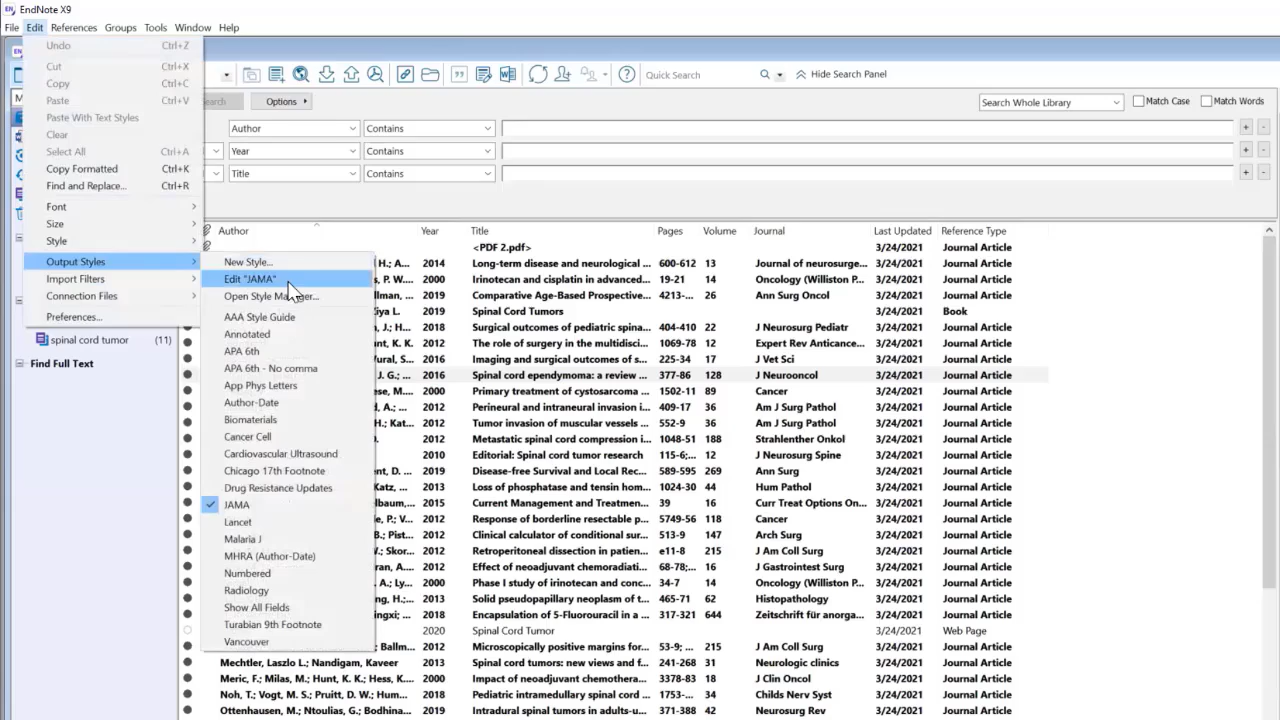 EndNote X9
File Edit References Groups Tools Window Help
Undo Ctrl+Z
Cut Ctrl+X
Copy Ctrl+C
Paste Ctrl+V
Paste With Text Styles
Clear
Select All Ctrl+A
Copy Formatted Ctrl+K
Find and Replace... Ctrl+R
Font
Size
Style
Output Styles
Import Filters
Connection Files
Preferences...
spinal cord tumor (11)
Find Full Text
New Style...
Edit "JAMA"
Open Style
AAA Style Guide
Annotated
APA 6th
APA 6th - No comma
App Phys Letters
Author-Date
Biomaterials
Cancer Cell
Cardiovascular Ultrasound
Chicago 17th Footnote
Drug Resistance Updates
JAMA
Lancet
Malaria J
MHRA (Author-Date)
Numbered
Radiology
Show All Fields
Turabian 9th Footnote
Vancouver
Quick Search Hide Search Panel
Options Search Whole Library Match Case Match Words
Author Contains + -
Year Contains + -
Title Contains + -
Author Year Title Pages Volume Journal Last Updated Reference Type
<PDF 2.pdf> 3/24/2021 Journal Article
H.; A... 2014 Long-term disease and neurological ... 600-612 13 Journal of neurosurge... 3/24/2021 Journal Article
s, P. W... 2000 Irinotecan and cisplatin in advanced... 19-21 14 Oncology (Williston P... 3/24/2021 Journal Article
llman, ... 2019 Comparative Age-Based Prospective... 4213-... 26 Ann Surg Oncol 3/24/2021 Journal Article
Ziya L. 2019 Spinal Cord Tumors 3/24/2021 Book
, J.; H... 2018 Surgical outcomes of pediatric spina... 404-410 22 J Neurosurg Pediatr 3/24/2021 Journal Article
nt, K. K. 2012 The role of surgery in the multidisci... 1069-78 12 Expert Rev Anticance... 3/24/2021 Journal Article
Vural, S... 2016 Imaging and surgical outcomes of s... 225-34 17 J Vet Sci 3/24/2021 Journal Article
J. G.; ... 2016 Spinal cord ependymoma: a review ... 377-86 128 J Neurooncol 3/24/2021 Journal Article
ese, M... 2000 Primary treatment of cystosarcoma ... 1502-11 89 Cancer 3/24/2021 Journal Article
d, A.; ... 2012 Perineural and intraneural invasion i... 409-17 36 Am J Surg Pathol 3/24/2021 Journal Article
H.; Kat... 2012 Tumor invasion of muscular vessels ... 552-9 36 Am J Surg Pathol 3/24/2021 Journal Article
D. 2012 Metastatic spinal cord compression i... 1048-51 188 Strahlenther Onkol 3/24/2021 Journal Article
2010 Editorial: Spinal cord tumor research 115-6;... 12 J Neurosurg Spine 3/24/2021 Journal Article
ent, D. ... 2019 Disease-free Survival and Local Rec... 589-595 269 Ann Surg 3/24/2021 Journal Article
Katz, ... 2013 Loss of phosphatase and tensin hom... 1024-30 44 Hum Pathol 3/24/2021 Journal Article
lbaum,... 2015 Current Management and Treatmen... 39 16 Curr Treat Options On... 3/24/2021 Journal Article
e, P.; V... 2012 Response of borderline resectable p... 5749-56 118 Cancer 3/24/2021 Journal Article
.; Pist... 2012 Clinical calculator of conditional sur... 513-9 147 Arch Surg 3/24/2021 Journal Article
.; Skor... 2012 Retroperitoneal dissection in patien... e11-8 215 J Am Coll Surg 3/24/2021 Journal Article
ran, A.... 2012 Effect of neoadjuvant chemoradiati... 68-78;... 16 J Gastrointest Surg 3/24/2021 Journal Article
A.; Ly... 2000 Phase I study of irinotecan and conc... 34-7 14 Oncology (Williston P... 3/24/2021 Journal Article
ng, H.;... 2013 Solid pseudopapillary neoplasm of t... 965-71 62 Histopathology 3/24/2021 Journal Article
ngxi; ... 2018 Encapsulation of 5-Flurouracil in a ... 317-321 644 Zeitschrift für anorga... 3/24/2021 Journal Article
2020 Spinal Cord Tumor 3/24/2021 Web Page
Ballm... 2012 Microscopically positive margins for... 53-9; ... 215 J Am Coll Surg 3/24/2021 Journal Article
Mechtler, Laszlo L.; Nandigam, Kaveer 2013 Spinal cord tumors: new views and f... 241-268 31 Neurologic clinics 3/24/2021 Journal Article
Meric, F.; Milas, M.; Hunt, K. K.; Hess, K.... 2000 Impact of neoadjuvant chemothera... 3378-83 18 J Clin Oncol 3/24/2021 Journal Article
Noh, T.; Vogt, M. S.; Pruitt, D. W.; Hum... 2018 Pediatric intramedullary spinal cord ... 1753-... 34 Childs Nerv Syst 3/24/2021 Journal Article
Ottenhausen, M.; Ntoulias, G.; Bodhina... 2019 Intradural spinal tumors in adults-u... 371-388 42 Neurosurg Rev 3/24/2021 Journal Article